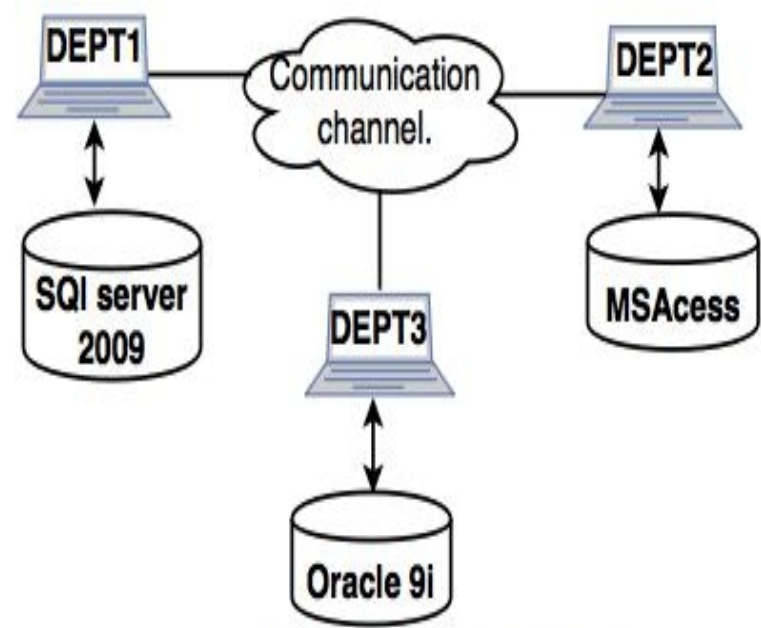 DEPT1
Communication
channel.
DEPT2
SQl server
2009
MSAcess
DEPT3
Oracle 9i